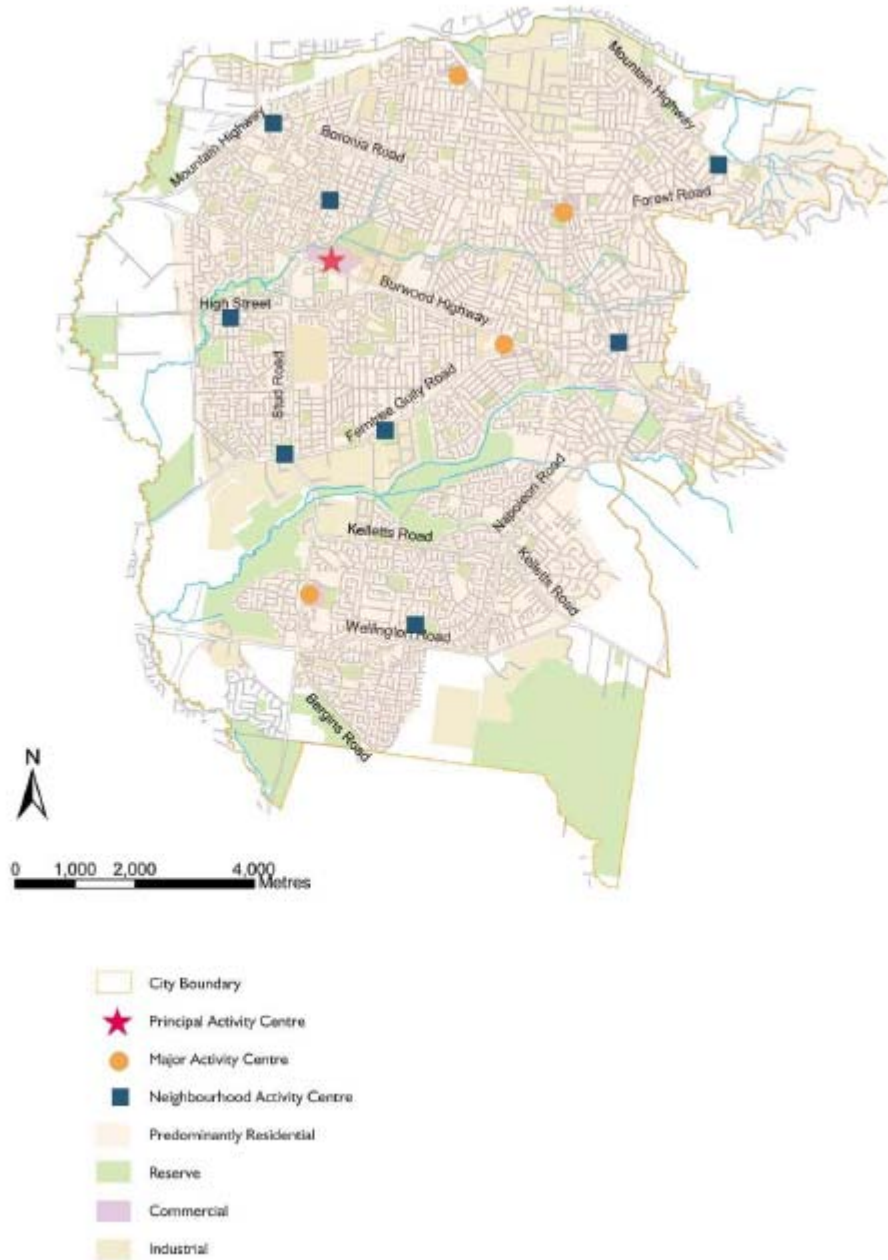 Mountain Highway
Mountain Highway
Boronia Road
Forest Road
Burwood Highway
High Street
Stud Road
Ferntree Gully Road
Napoleon Road
Kelletts Road
Kelletts Road
Wellington Road
Bergins Road
N
0 1,000 2,000 4,000
Metres
City Boundary
Principal Activity Centre
Major Activity Centre
Neighbourhood Activity Centre
Predominantly Residential
Reserve
Commercial
Industrial